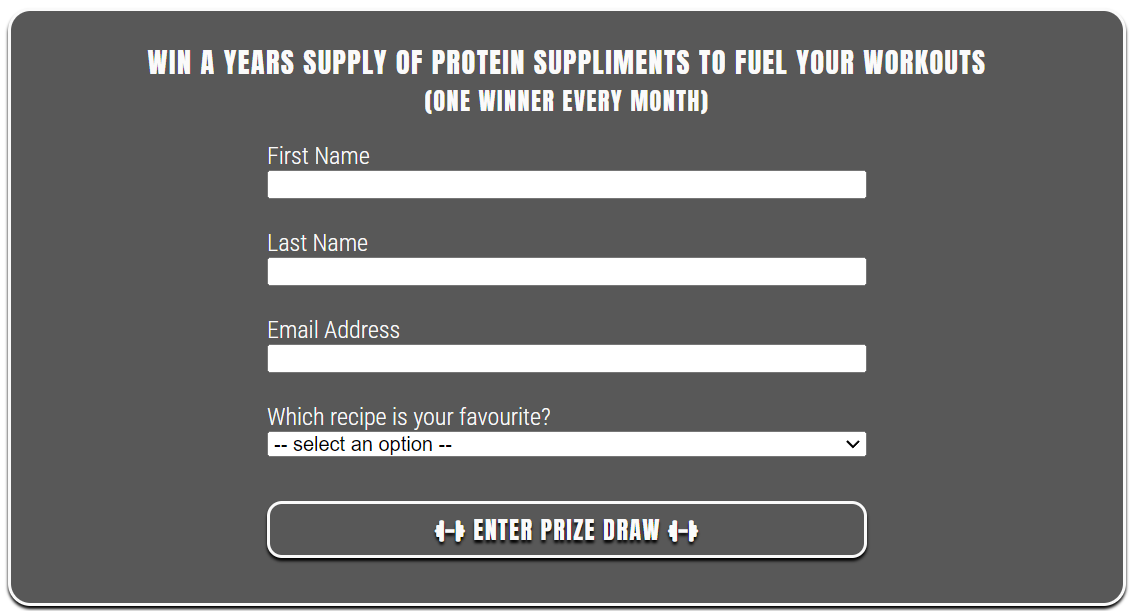 WIN A YEARS SUPPLY OF PROTEIN SUPPLIMENTS TO FUEL YOUR WORKOUTS
(ONE WINNER EVERY MONTH)
First Name
Last Name
Email Address
Which recipe is your favourite?
-- select an option --
ENTER PRIZE DRAW